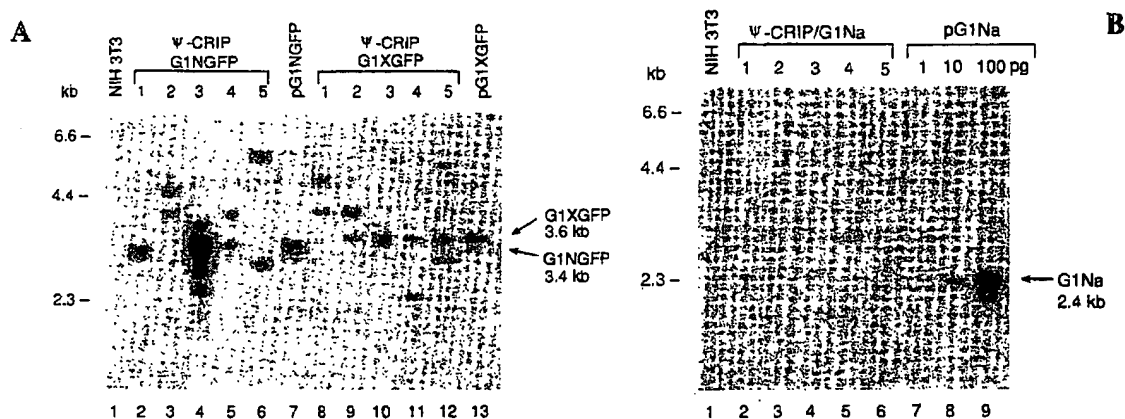 A
NIH 3T3
Ψ-CRIP
G1NGFP
1 2 3 4 5
pG1NGFP
Ψ-CRIP
G1XGFP
1 2 3 4 5
pG1XGFP
kb
6.6 –
4.4 –
2.3 –
G1XGFP
3.6 kb
G1NGFP
3.4 kb
1 2 3 4 5 6 7 8 9 10 11 12 13
B
NIH 3T3
Ψ-CRIP/G1Na
1 2 3 4 5
pG1Na
1 10 100 pg
kb
6.6 –
4.4 –
2.3 –
G1Na
2.4 kb
1 2 3 4 5 6 7 8 9